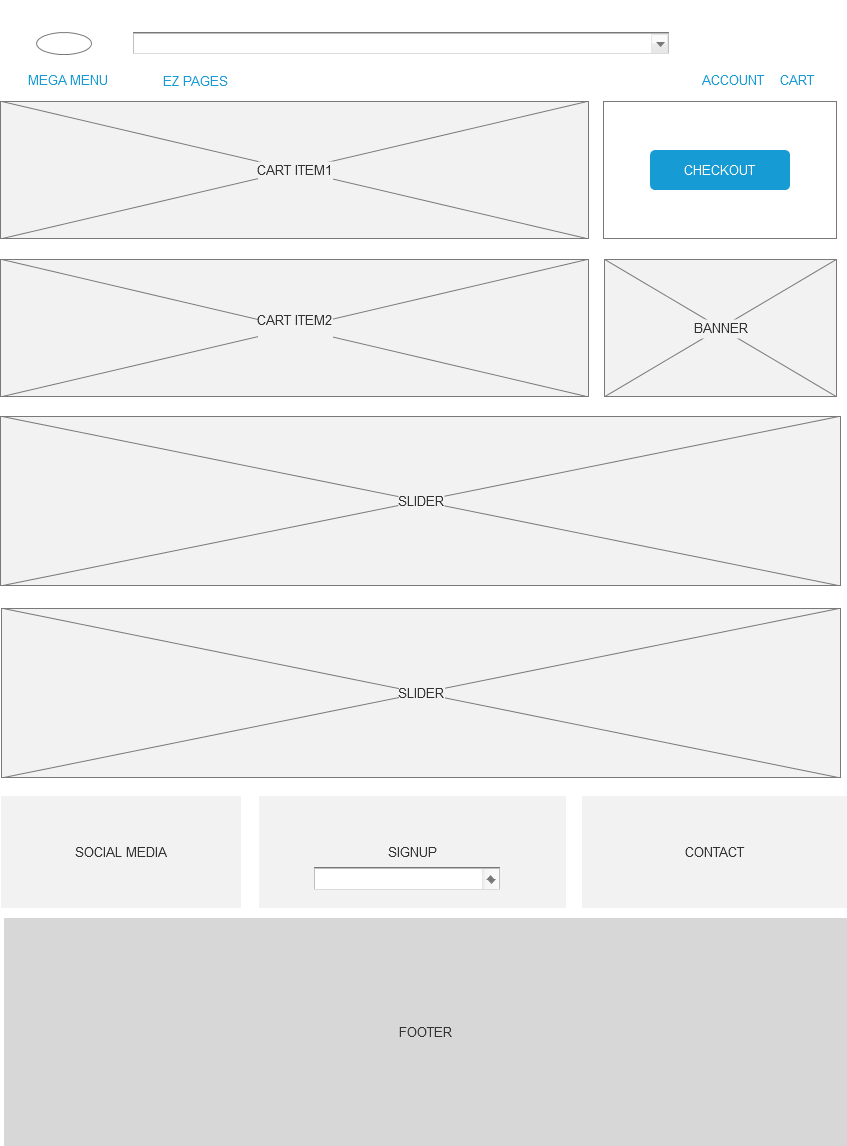 MEGA MENU
EZ PAGES
ACCOUNT
CART
CART ITEM1
CHECKOUT
CART ITEM2
BANNER
SLIDER
SLIDER
SOCIAL MEDIA
SIGNUP
CONTACT
FOOTER